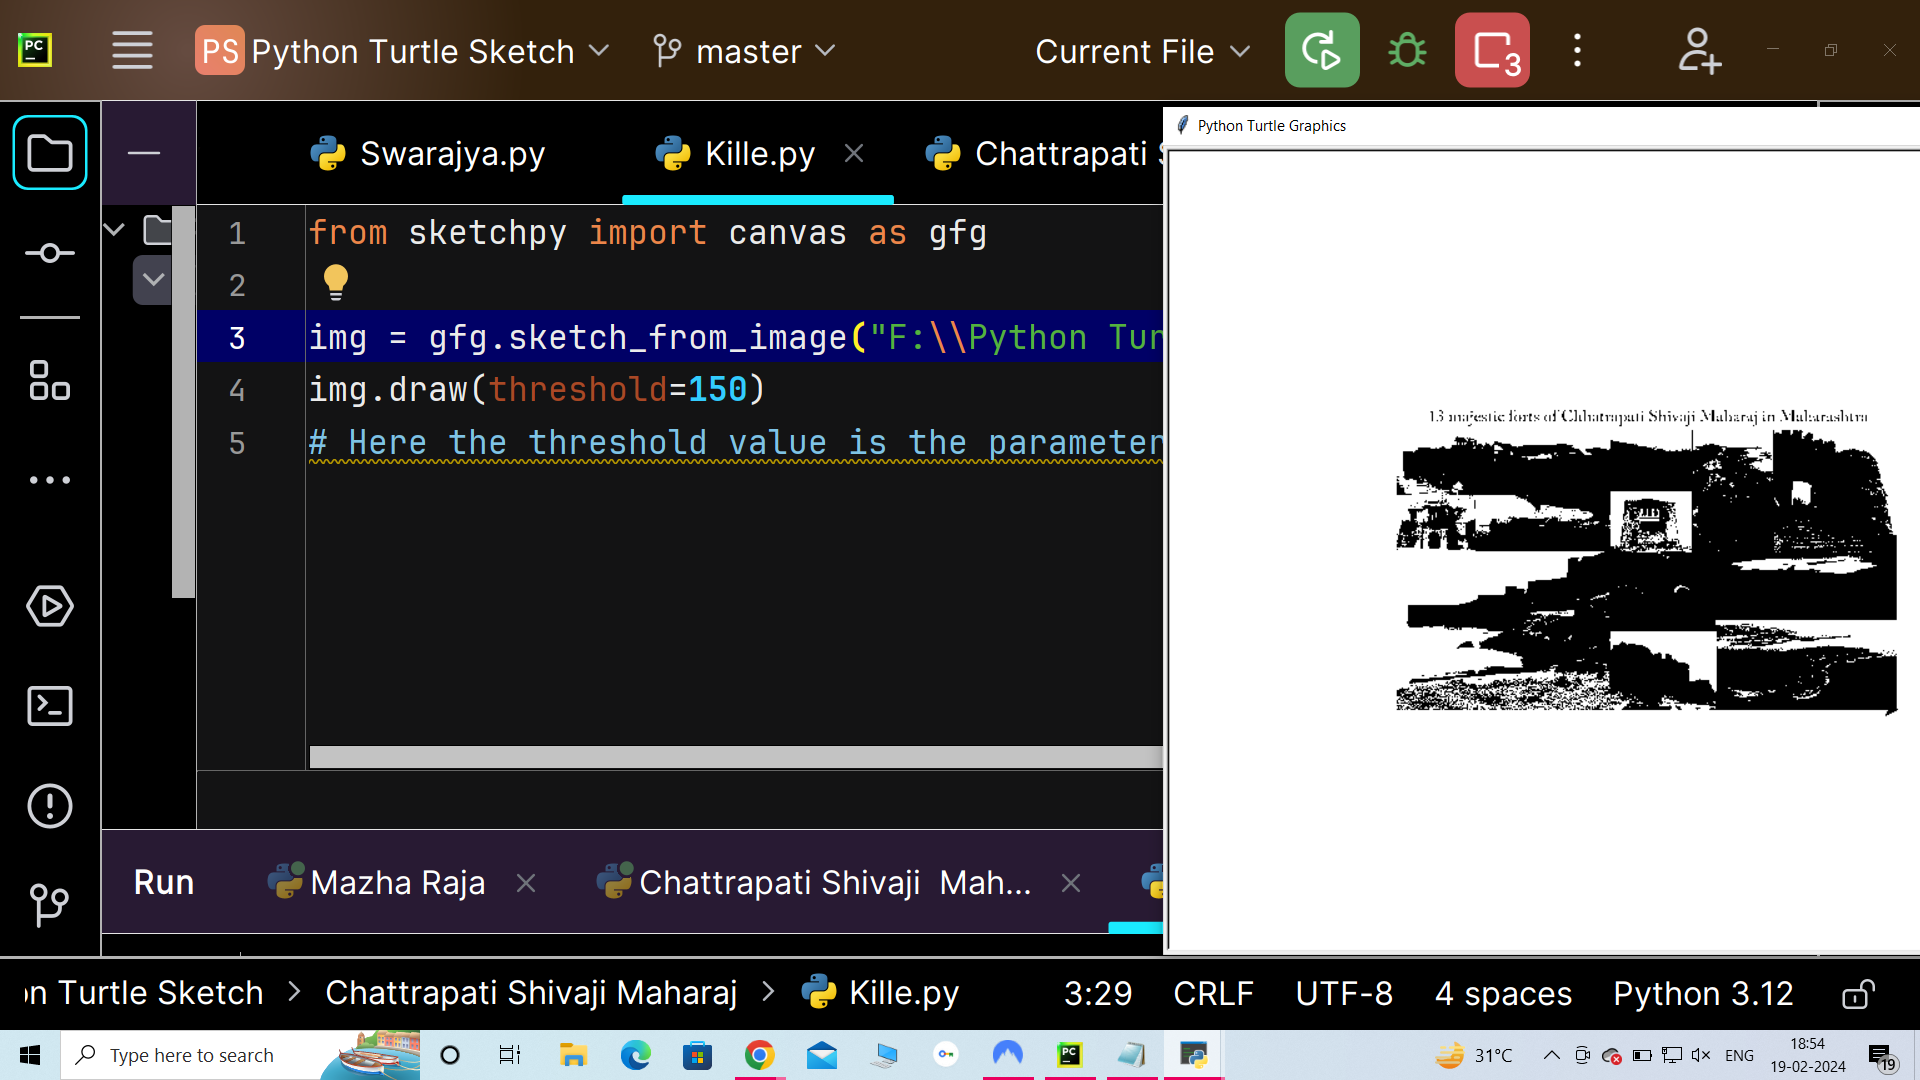 PC
PS Python Turtle Sketch
master
Current File
3
Swarajya.py
Kille.py
Chattrapati
Python Turtle Graphics
1 from sketchpy import canvas as gfg
2
3 img = gfg.sketch_from_image("F:\\Python
4 img.draw(threshold=150)
5 # Here the threshold value is the parameter
13 majestic forts of Chhatrapati Shivaji Maharaj in Maharashtra
Run
Mazha Raja
Chattrapati Shivaji Mah...
Turtle Sketch > Chattrapati Shivaji Maharaj > Kille.py
3:29 CRLF UTF-8 4 spaces Python 3.12
Type here to search
PC
31°C
ENG
18:54
19-02-2024
19